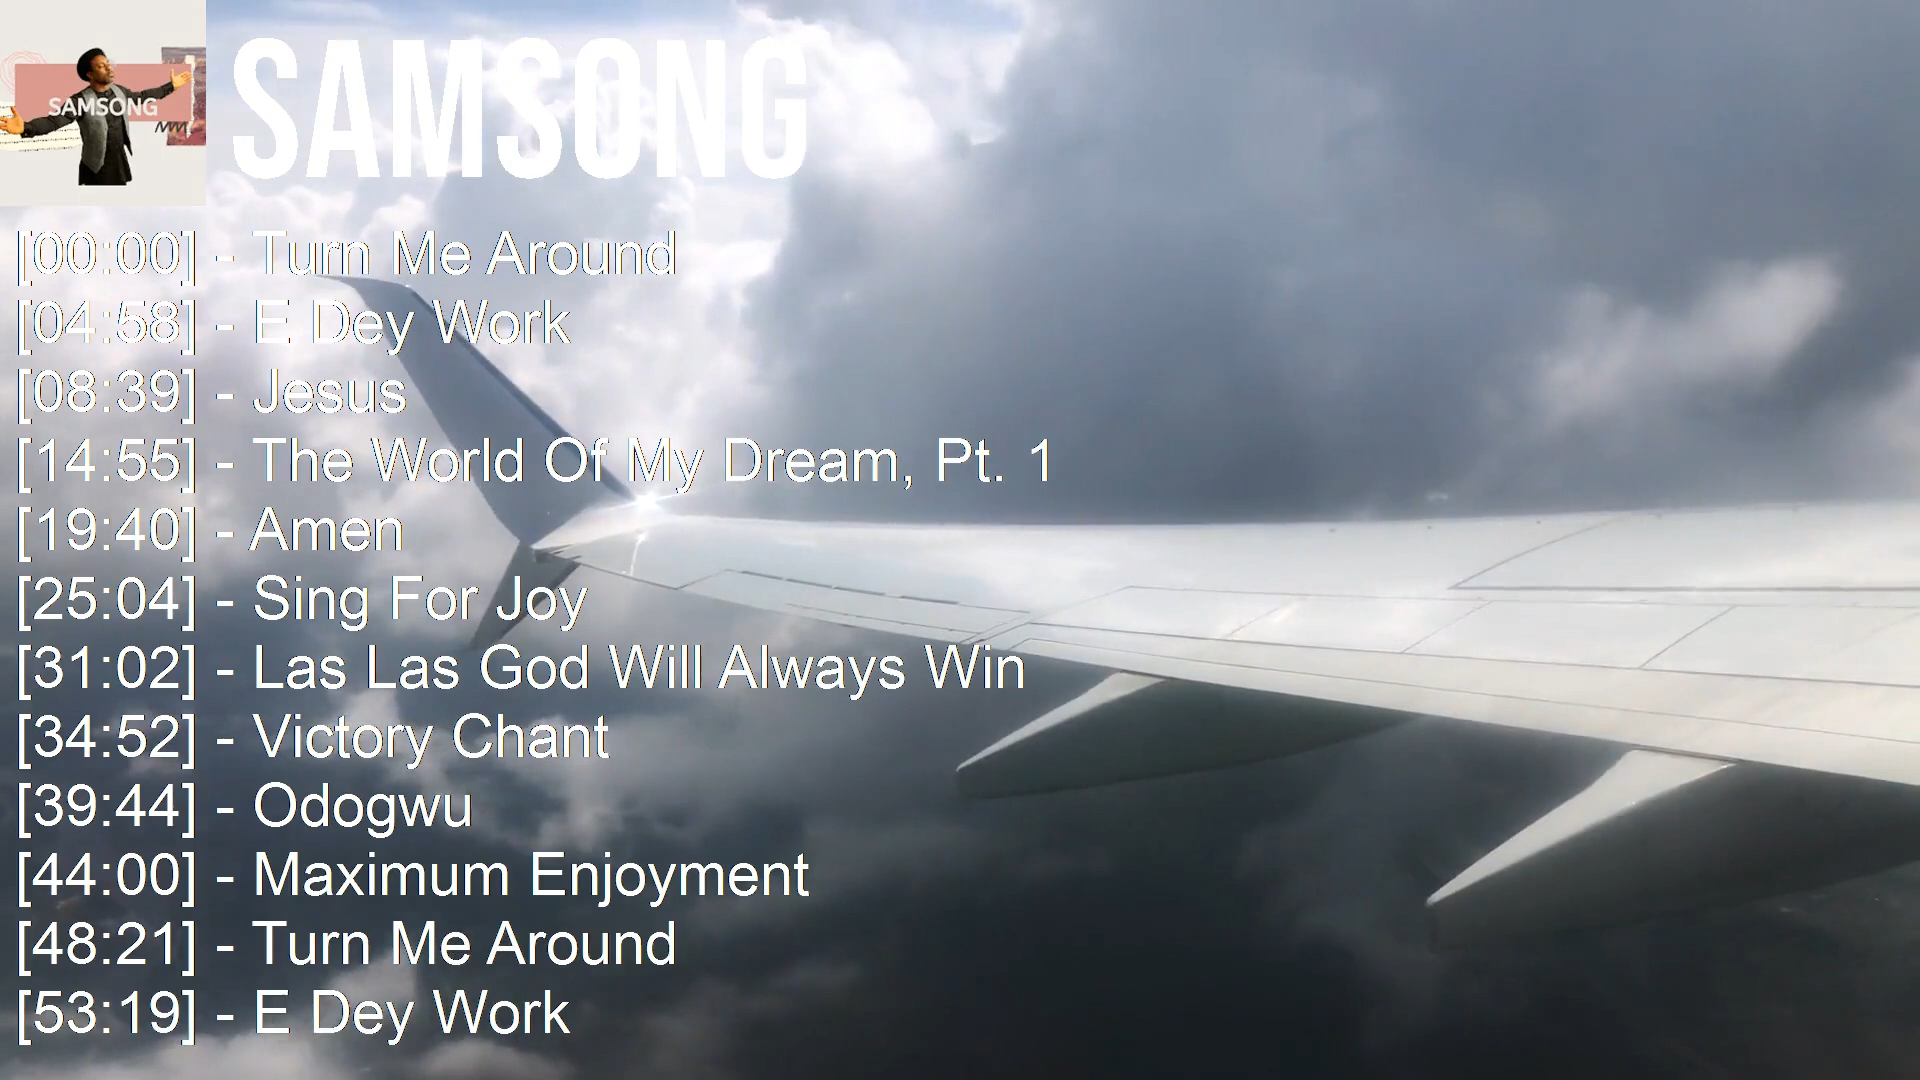 SAMSONG
SAMSONG
[00:00] - Turn Me Around
[04:58] - E Dey Work
[08:39] - Jesus
[14:55] - The World Of My Dream, Pt. 1
[19:40] - Amen
[25:04] - Sing For Joy
[31:02] - Las Las God Will Always Win
[34:52] - Victory Chant
[39:44] - Odogwu
[44:00] - Maximum Enjoyment
[48:21] - Turn Me Around
[53:19] - E Dey Work